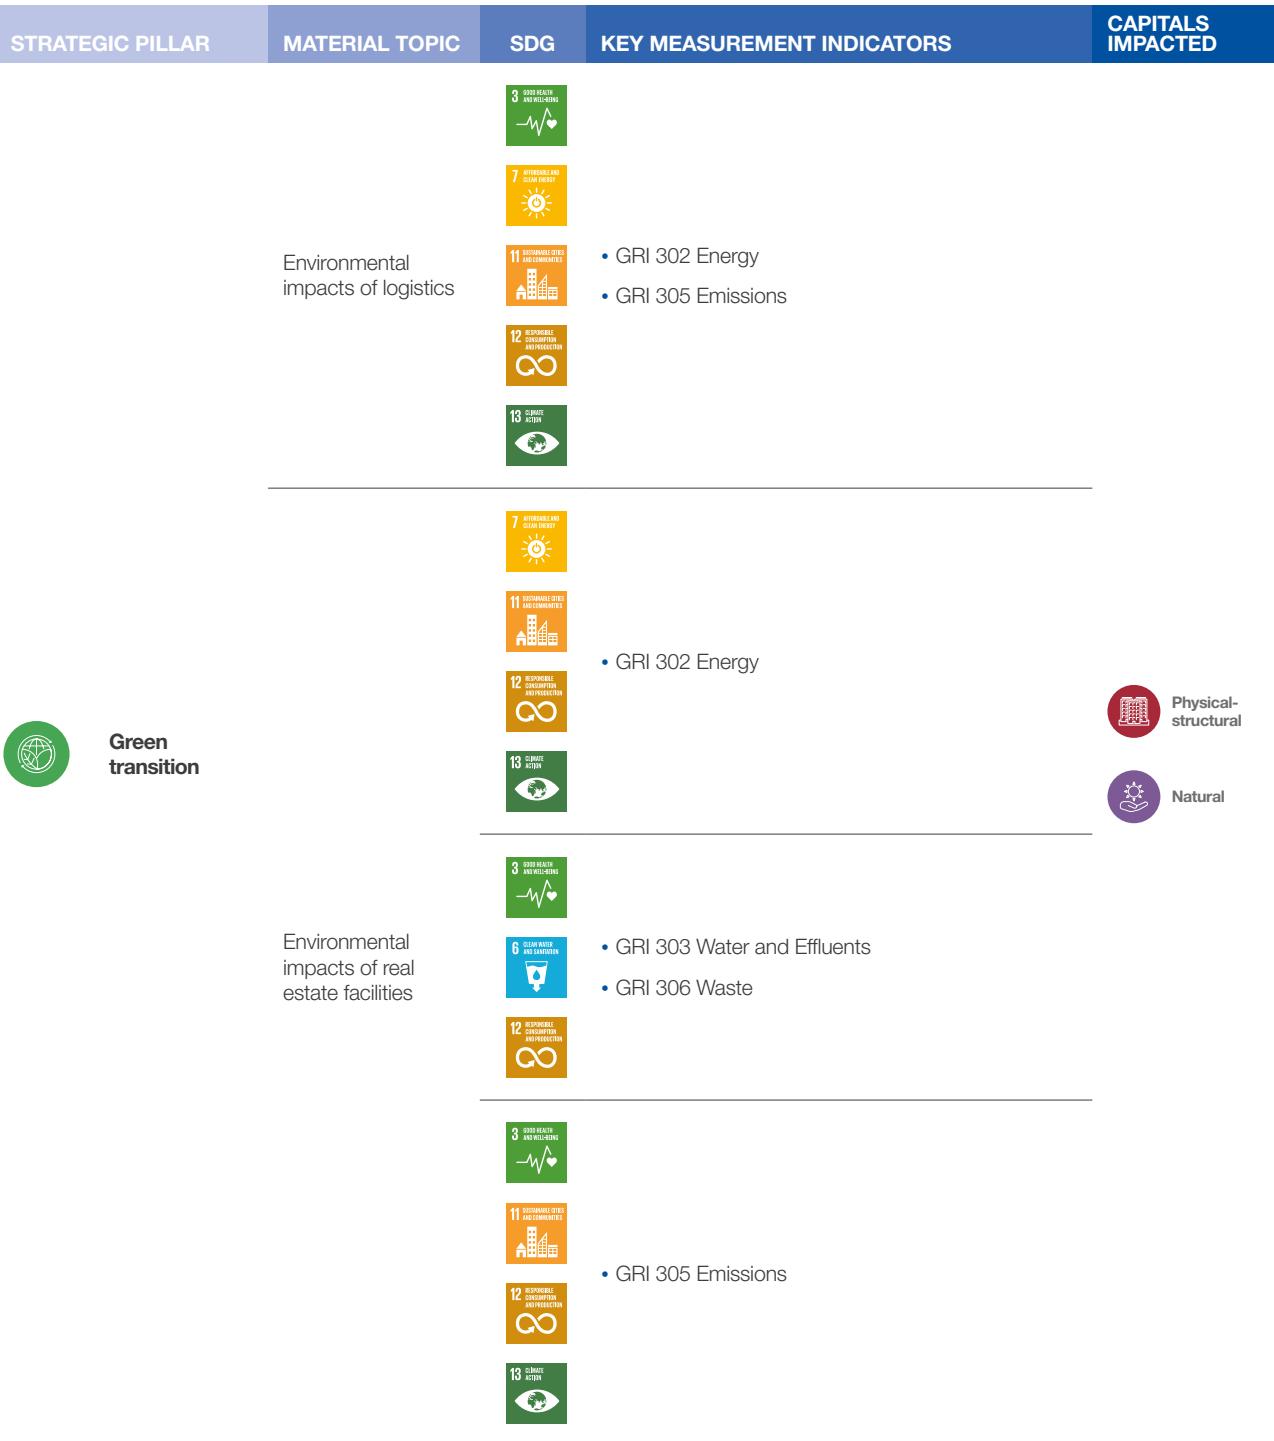 STRATEGIC PILLAR
MATERIAL TOPIC
SDG
KEY MEASUREMENT INDICATORS
CAPITALS
IMPACTED
3 GOOD HEALTH
AND WELL-BEING
7 AFFORDABLE AND
CLEAN ENERGY
Environmental
impacts of logistics
11 SUSTAINABLE CITIES
AND COMMUNITIES
• GRI 302 Energy
• GRI 305 Emissions
12 RESPONSIBLE
CONSUMPTION
AND PRODUCTION
13 CLIMATE
ACTION
7 AFFORDABLE AND
CLEAN ENERGY
11 SUSTAINABLE CITIES
AND COMMUNITIES
• GRI 302 Energy
12 RESPONSIBLE
CONSUMPTION
AND PRODUCTION
13 CLIMATE
ACTION
Green
transition
Physical-
structural
Natural
3 GOOD HEALTH
AND WELL-BEING
Environmental
impacts of real
estate facilities
6 CLEAN WATER
AND SANITATION
• GRI 303 Water and Effluents
• GRI 306 Waste
12 RESPONSIBLE
CONSUMPTION
AND PRODUCTION
3 GOOD HEALTH
AND WELL-BEING
11 SUSTAINABLE CITIES
AND COMMUNITIES
• GRI 305 Emissions
12 RESPONSIBLE
CONSUMPTION
AND PRODUCTION
13 CLIMATE
ACTION